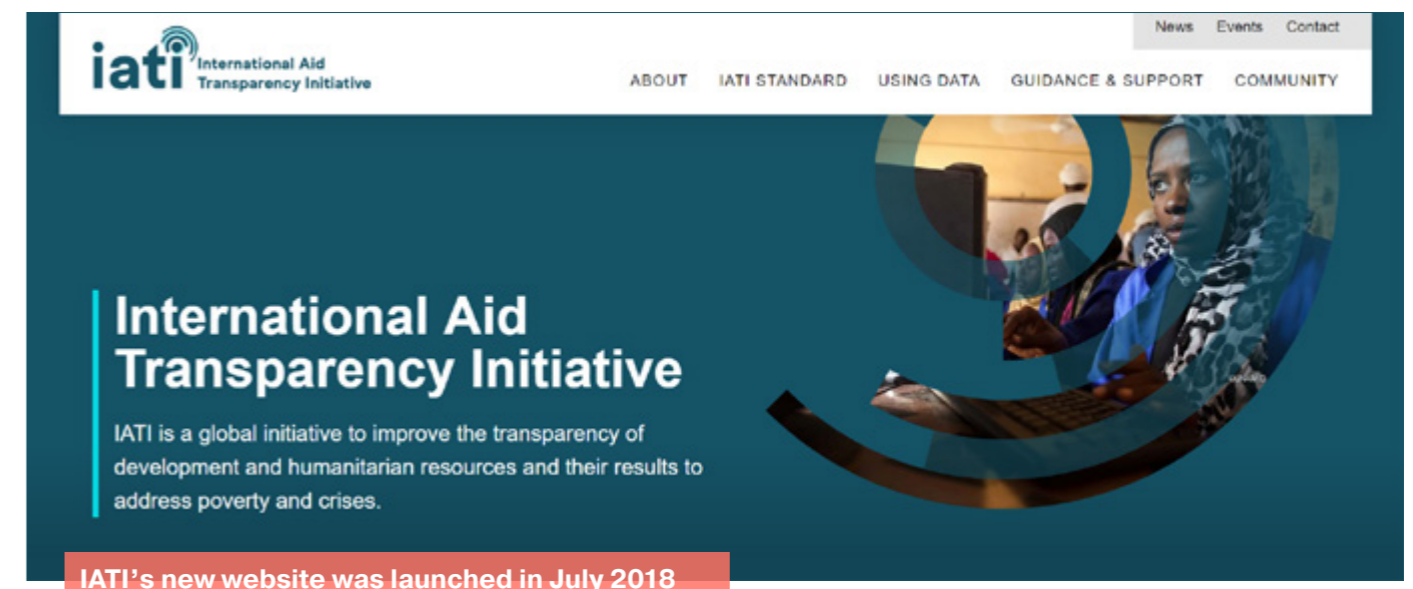 News Events Contact
iati International Aid
Transparency Initiative
ABOUT IATI STANDARD USING DATA GUIDANCE & SUPPORT COMMUNITY
International Aid
Transparency Initiative
IATI is a global initiative to improve the transparency of
development and humanitarian resources and their results to
address poverty and crises.
IATI's new website was launched in July 2018